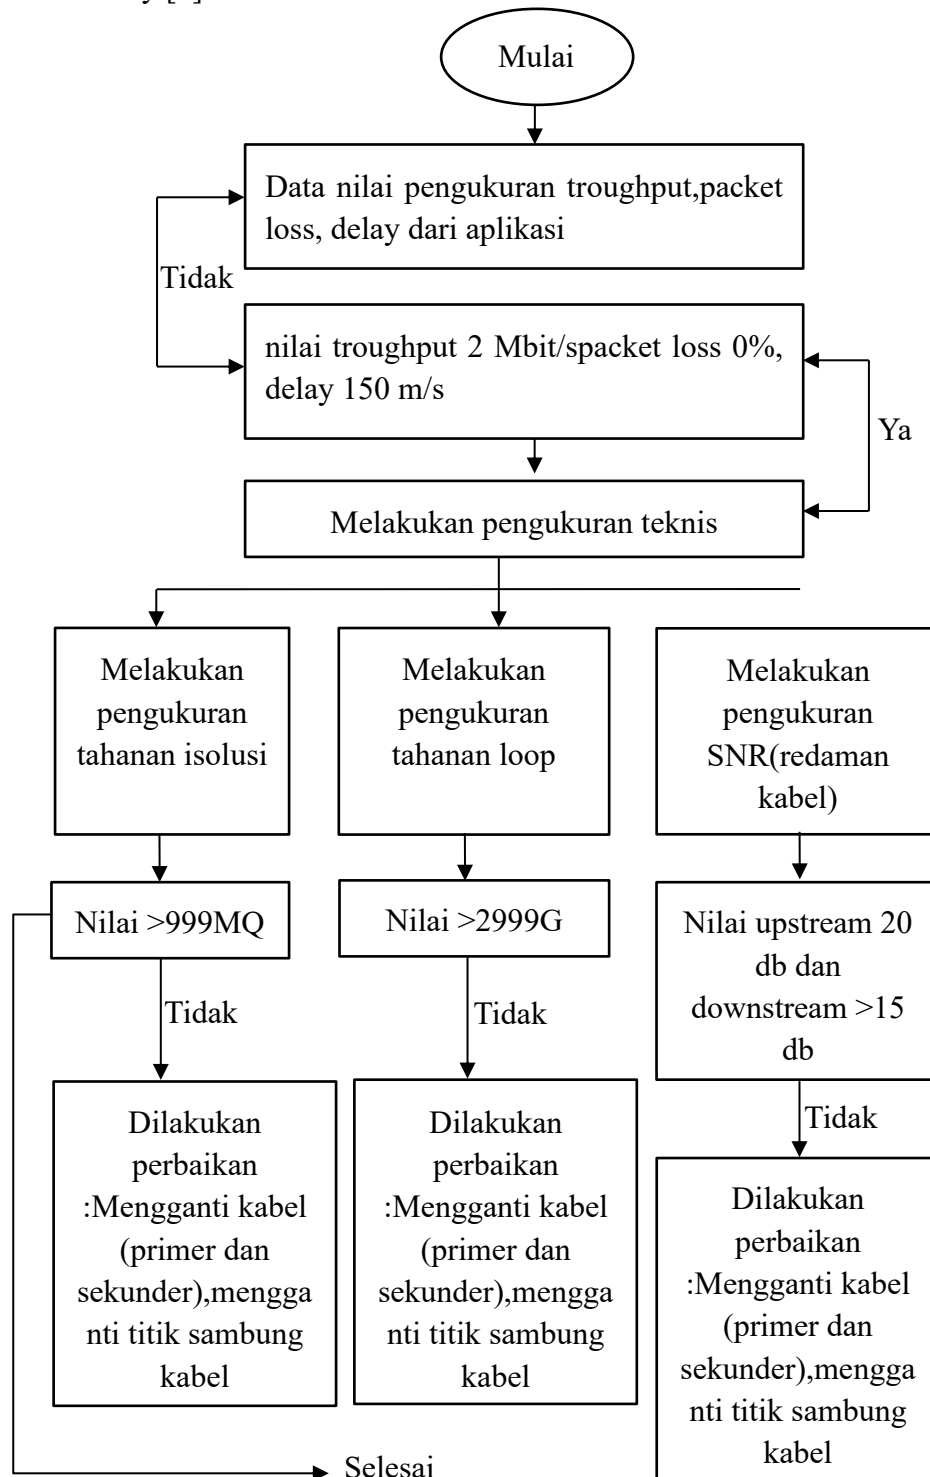 Mulai
Data nilai pengukuran troughput,packet
loss, delay dari aplikasi
Tidak
nilai troughput 2 Mbit/spacket loss 0%,
delay 150 m/s
Ya
Melakukan pengukuran teknis
Melakukan
pengukuran
tahanan isolusi
Melakukan
pengukuran
tahanan loop
Melakukan
pengukuran
SNR(redaman
kabel)
Nilai >999MQ
Nilai >2999G
Nilai upstream 20
db dan
downstream >15
db
Tidak
Tidak
Tidak
Dilakukan
perbaikan
:Mengganti kabel
(primer dan
sekunder),mengga
nti titik sambung
kabel
Dilakukan
perbaikan
:Mengganti kabel
(primer dan
sekunder),mengga
nti titik sambung
kabel
Dilakukan
perbaikan
:Mengganti kabel
(primer dan
sekunder),mengga
nti titik sambung
kabel
Selesai